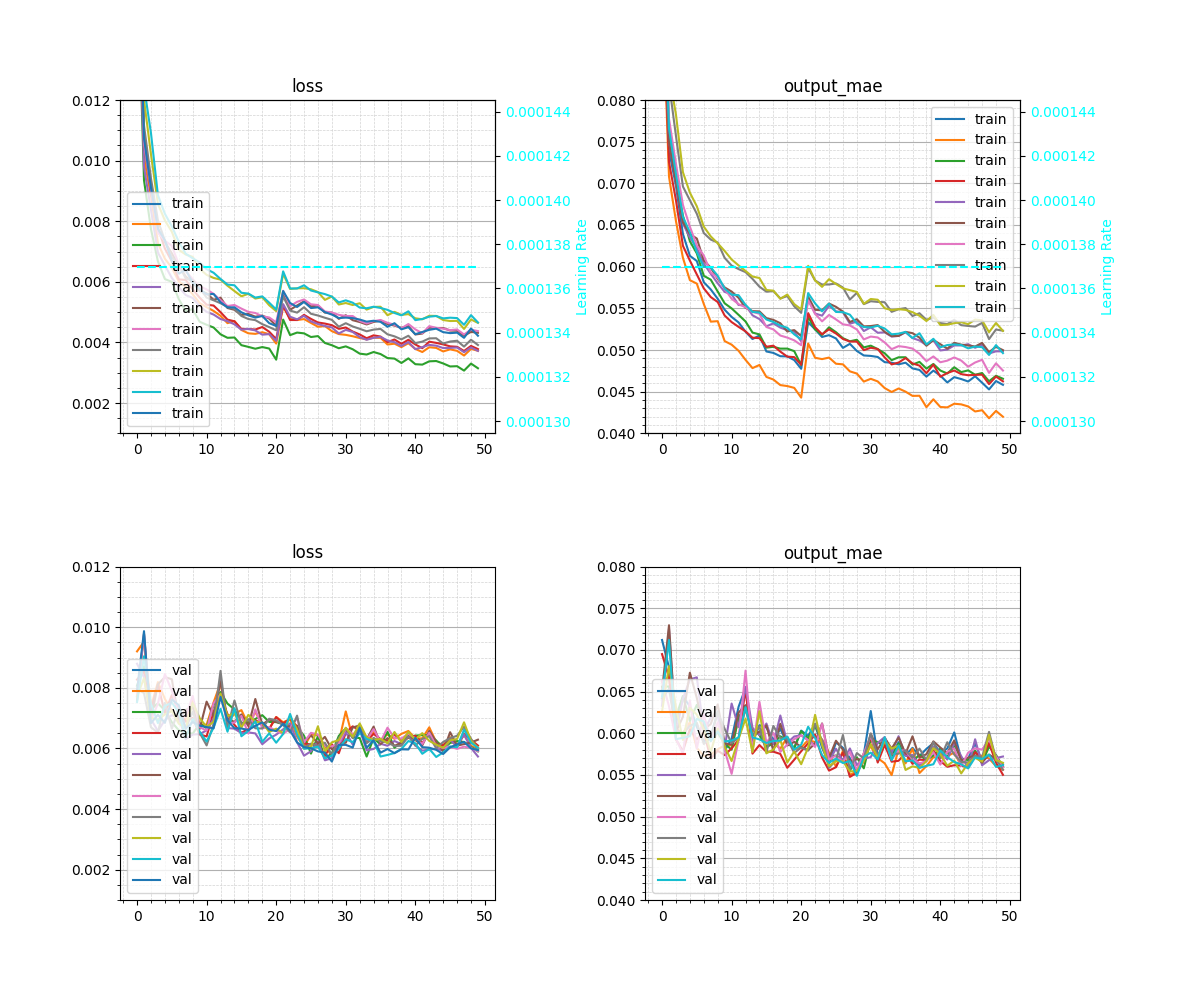 loss
0.012
0.010
0.008
0.006
0.004
0.002
0 10 20 30 40 50
train
train
train
train
train
train
train
train
train
train
train
0.000144
0.000142
0.000140
0.000138
0.000136
0.000134
0.000132
0.000130
Learning Rate
output_mae
0.080
0.075
0.070
0.065
0.060
0.055
0.050
0.045
0.040
0 10 20 30 40 50
train
train
train
train
train
train
train
train
train
train
0.000144
0.000142
0.000140
0.000138
0.000136
0.000134
0.000132
0.000130
Learning Rate
loss
0.012
0.010
0.008
0.006
0.004
0.002
0 10 20 30 40 50
val
val
val
val
val
val
val
val
val
val
val
output_mae
0.080
0.075
0.070
0.065
0.060
0.055
0.050
0.045
0.040
0 10 20 30 40 50
val
val
val
val
val
val
val
val
val
val